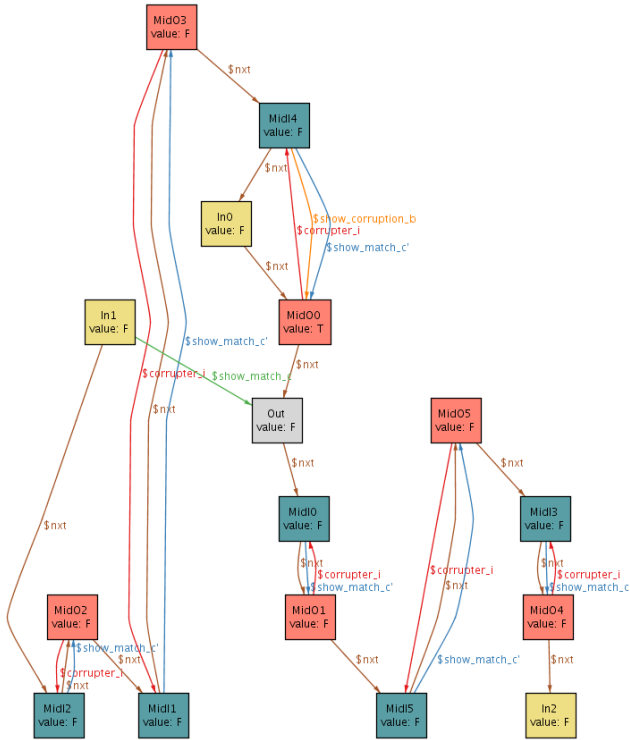 MidO3
value: F
$nxt
MidI4
value: F
$nxt
In0
value: F
$show_corruption_b
$corrupter_i
$show_match_c'
$nxt
In1
value: F
MidO0
value: T
$show_match_c'
$nxt
$corrupter_i
$show_match_c
$nxt
Out
value: F
MidO5
value: F
$nxt
$nxt
MidI0
value: F
MidI3
value: F
$nxt
$nxt
$corrupter_i
$show_match_c'
$corrupter_i
$nxt
$nxt
$corrupter_i
$show_match_c
MidO2
value: F
MidO1
value: F
MidO4
value: F
$show_match_c'
$nxt
$corrupter_i
$nxt
$nxt
$show_match_c'
$nxt
MidI2
value: F
MidI1
value: F
MidI5
value: F
In2
value: F